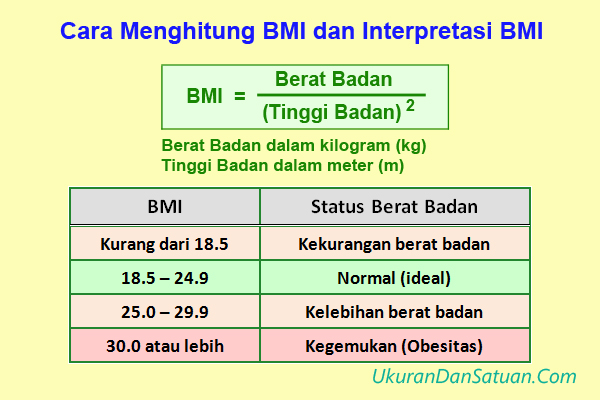 Cara Menghitung BMI dan Interpretasi BMI
BMI = Berat Badan
(Tinggi Badan) 2
Berat Badan dalam kilogram (kg)
Tinggi Badan dalam meter (m)
BMI Status Berat Badan
Kurang dari 18.5 Kekurangan berat badan
18.5 – 24.9 Normal (ideal)
25.0 – 29.9 Kelebihan berat badan
30.0 atau lebih Kegemukan (Obesitas)
UkuranDanSatuan.Com